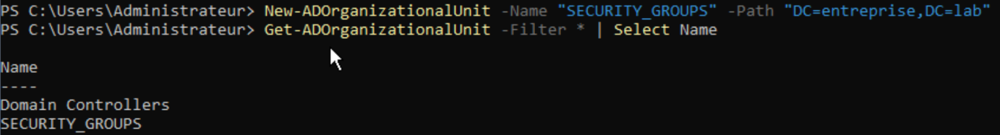 PS C:\Users\Administrateur> New-ADOrganizationalUnit -Name "SECURITY_GROUPS" -Path "DC=entreprise,DC=lab"
PS C:\Users\Administrateur> Get-ADOrganizationalUnit -Filter * | Select Name
Name
----
Domain Controllers
SECURITY_GROUPS